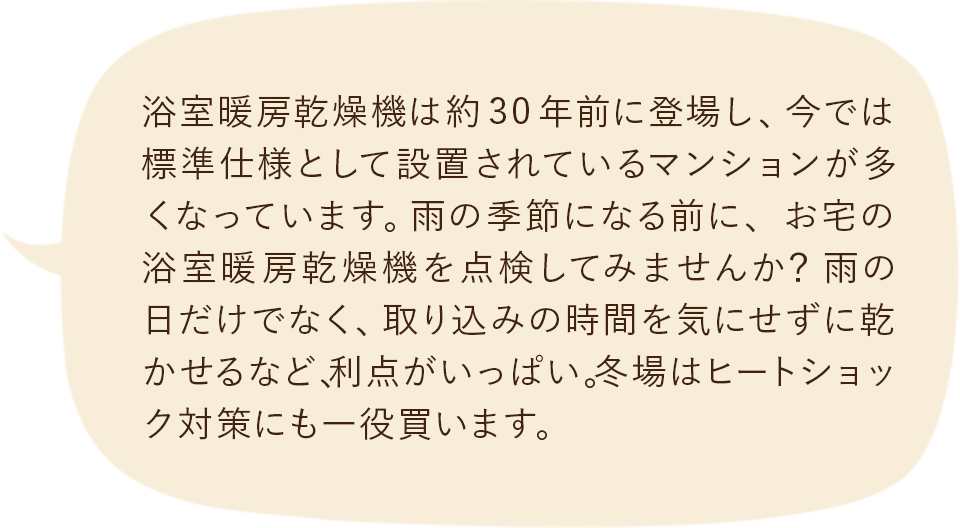 浴室暖房乾燥機は約30年前に登場し、今では
標準仕様として設置されているマンションが多
くなっています。雨の季節になる前に、お宅の
浴室暖房乾燥機を点検してみませんか?雨の
日だけでなく、取り込みの時間を気にせずに乾
かせるなど、利点がいっぱい。冬場はヒートショッ
ク対策にも一役買います。